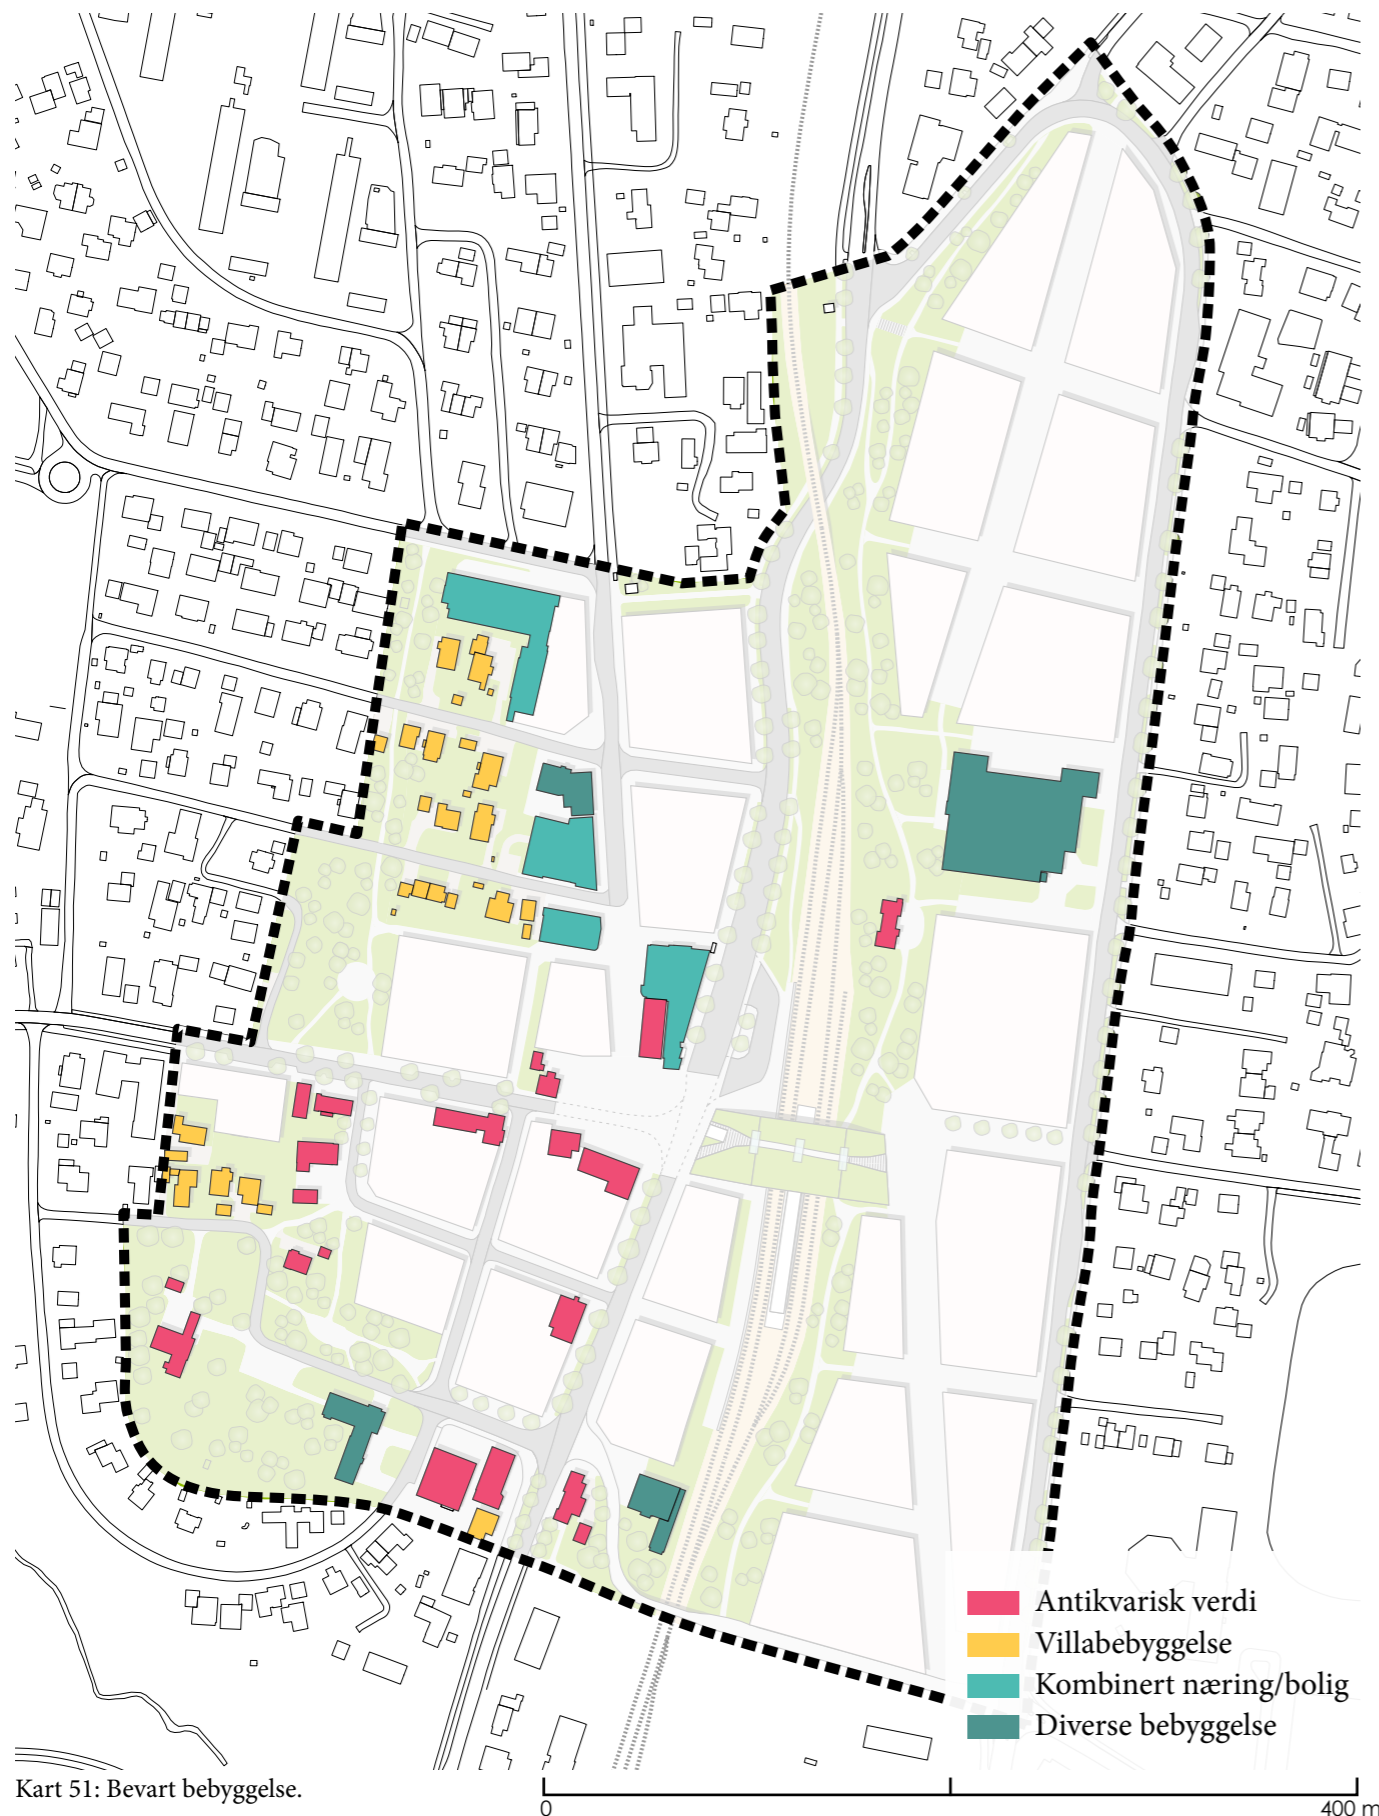 Antikvarisk verdi
Villabebyggelse
Kombinert næring/bolig
Diverse bebyggelse
Kart 51: Bevart bebyggelse.
0 400 m